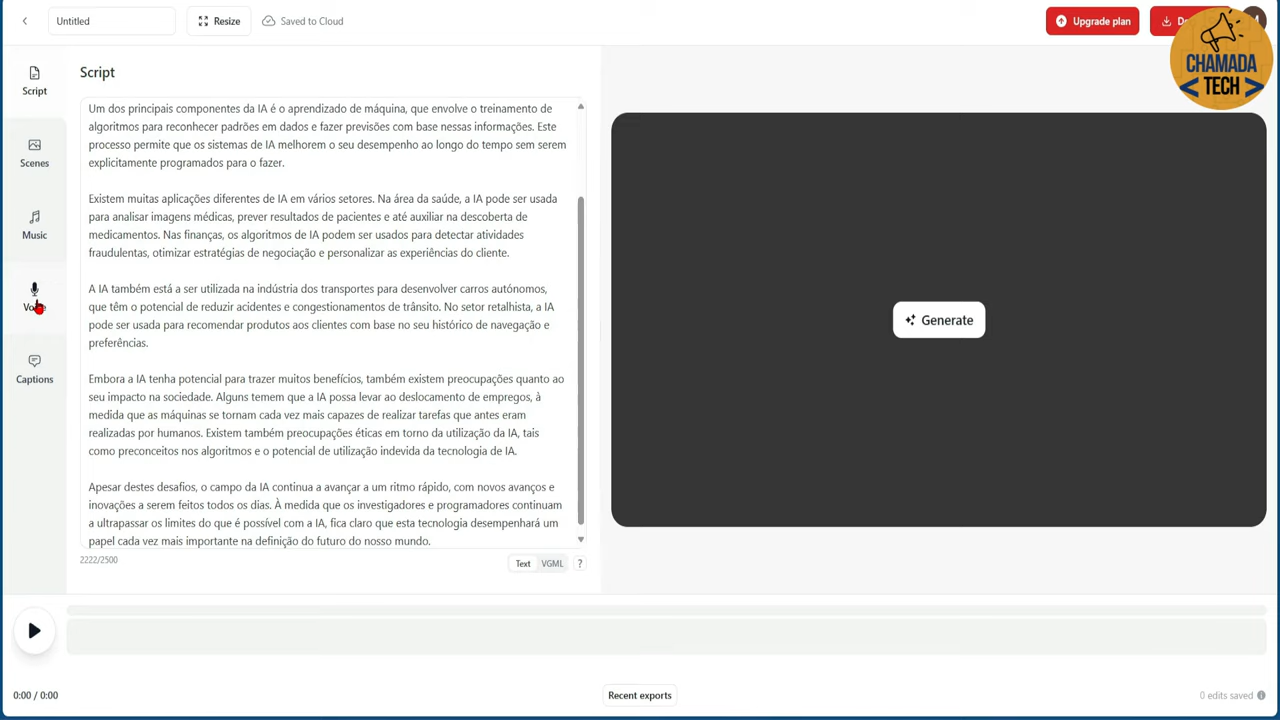 Untitled
Resize
Saved to Cloud
Upgrade plan
CHAMADA
< TECH >
Script
Script
Um dos principais componentes da IA é o aprendizado de máquina, que envolve o treinamento de
algoritmos para reconhecer padrões em dados e fazer previsões com base nessas informações. Este
processo permite que os sistemas de IA melhorem o seu desempenho ao longo do tempo sem serem
explicitamente programados para o fazer.
Scenes
Existem muitas aplicações diferentes de IA em vários setores. Na área da saúde, a IA pode ser usada
para analisar imagens médicas, prever resultados de pacientes e até auxiliar na descoberta de
medicamentos. Nas finanças, os algoritmos de IA podem ser usados para detectar atividades
fraudulentas, otimizar estratégias de negociação e personalizar as experiências do cliente.
Music
A IA também está a ser utilizada na indústria dos transportes para desenvolver carros autónomos,
que têm o potencial de reduzir acidentes e congestionamentos de trânsito. No setor retalhista, a IA
pode ser usada para recomendar produtos aos clientes com base no seu histórico de navegação e
preferências.
Generate
Captions
Embora a IA tenha potencial para trazer muitos benefícios, também existem preocupações quanto ao
seu impacto na sociedade. Alguns temem que a IA possa levar ao deslocamento de empregos, à
medida que as máquinas se tornam cada vez mais capazes de realizar tarefas que antes eram
realizadas por humanos. Existem também preocupações éticas em torno da utilização da IA, tais
como preconceitos nos algoritmos e o potencial de utilização indevida da tecnologia de IA.
Apesar destes desafios, o campo da IA continua a avançar a um ritmo rápido, com novos avanços e
inovações a serem feitos todos os dias. À medida que os investigadores e programadores continuam
a ultrapassar os limites do que é possível com a IA, fica claro que esta tecnologia desempenhará um
papel cada vez mais importante na definição do futuro do nosso mundo.
2222/2500
Text VGML ?
0:00 / 0:00
Recent exports
0 edits saved